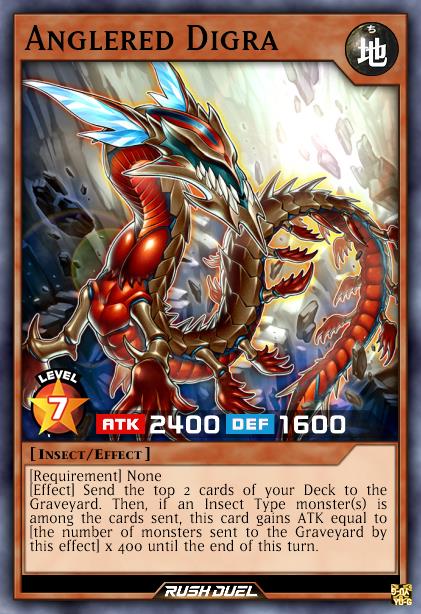 Anglered Digra
ち
地
LEVEL
7
ATK 2400 DEF 1600
[Insect/Effect]
[Requirement] None
[Effect] Send the top 2 cards of your Deck to the
Graveyard. Then, if an Insect Type monster(s) is
among the cards sent, this card gains ATK equal to
[the number of monsters sent to the Graveyard by
this effect] x 400 until the end of this turn.
RUSH DUEL